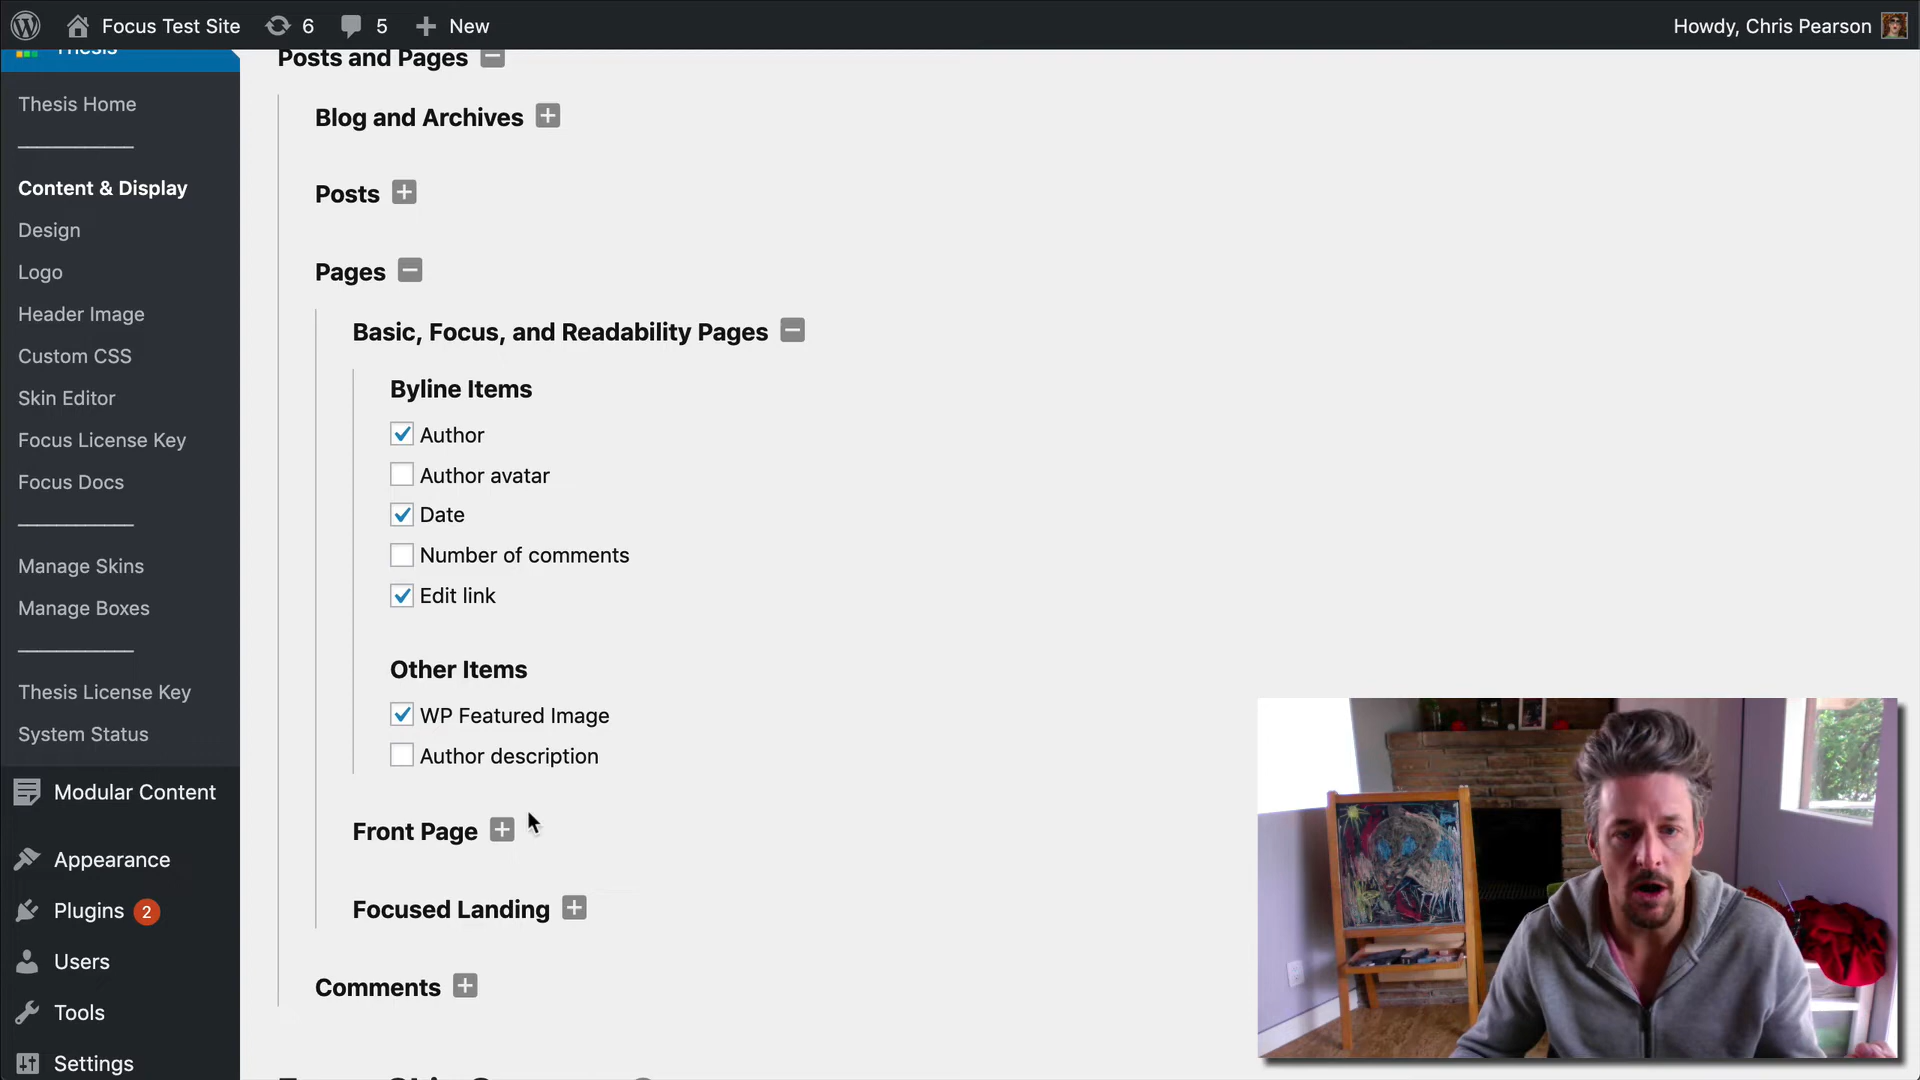 Focus Test Site 6 5 New Howdy, Chris Pearson
Thesis
Thesis Home
Content & Display
Design
Logo
Header Image
Custom CSS
Skin Editor
Focus License Key
Focus Docs
Manage Skins
Manage Boxes
Thesis License Key
System Status
Modular Content
Appearance
Plugins 2
Users
Tools
Settings
Posts and Pages
Blog and Archives
Posts
Pages
Basic, Focus, and Readability Pages
Byline Items
Author
Author avatar
Date
Number of comments
Edit link
Other Items
WP Featured Image
Author description
Front Page
Focused Landing
Comments